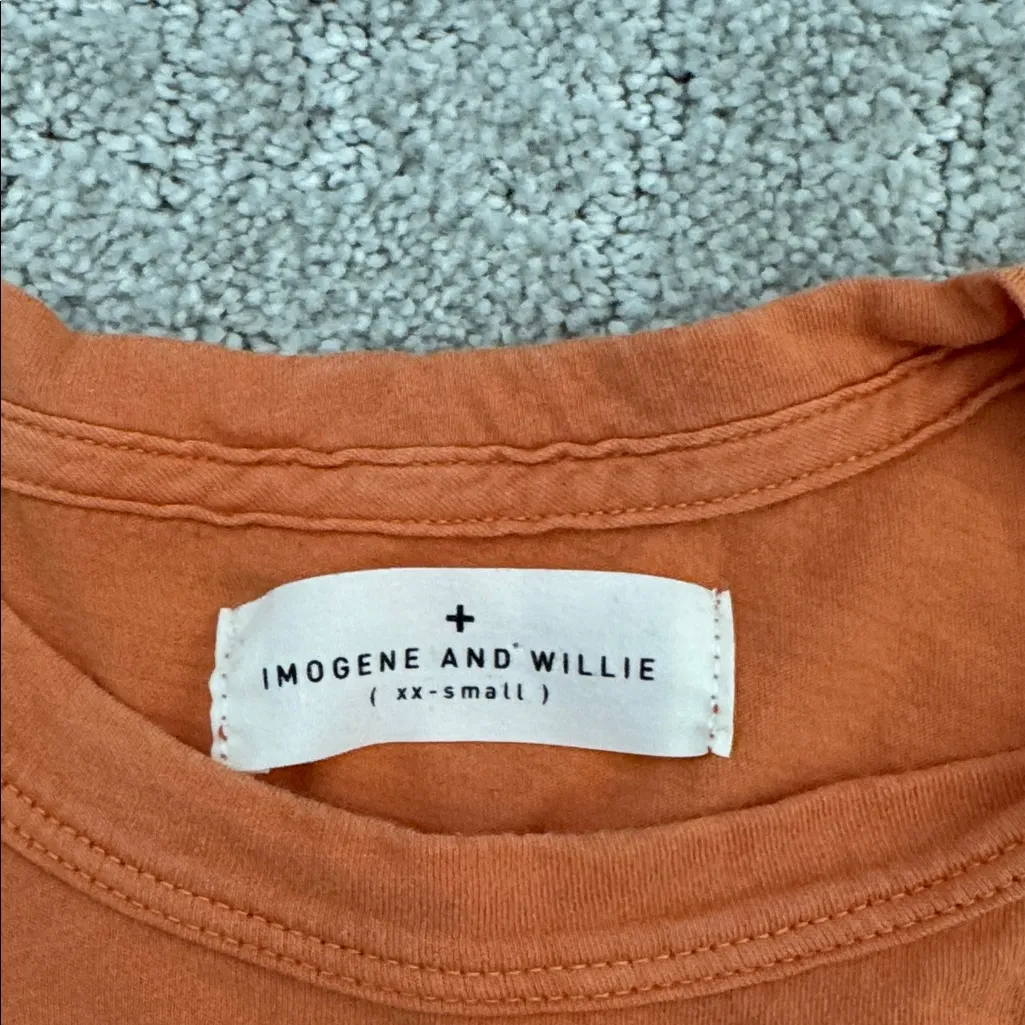 +
IMOGENE AND WILLIE
( xx-small )